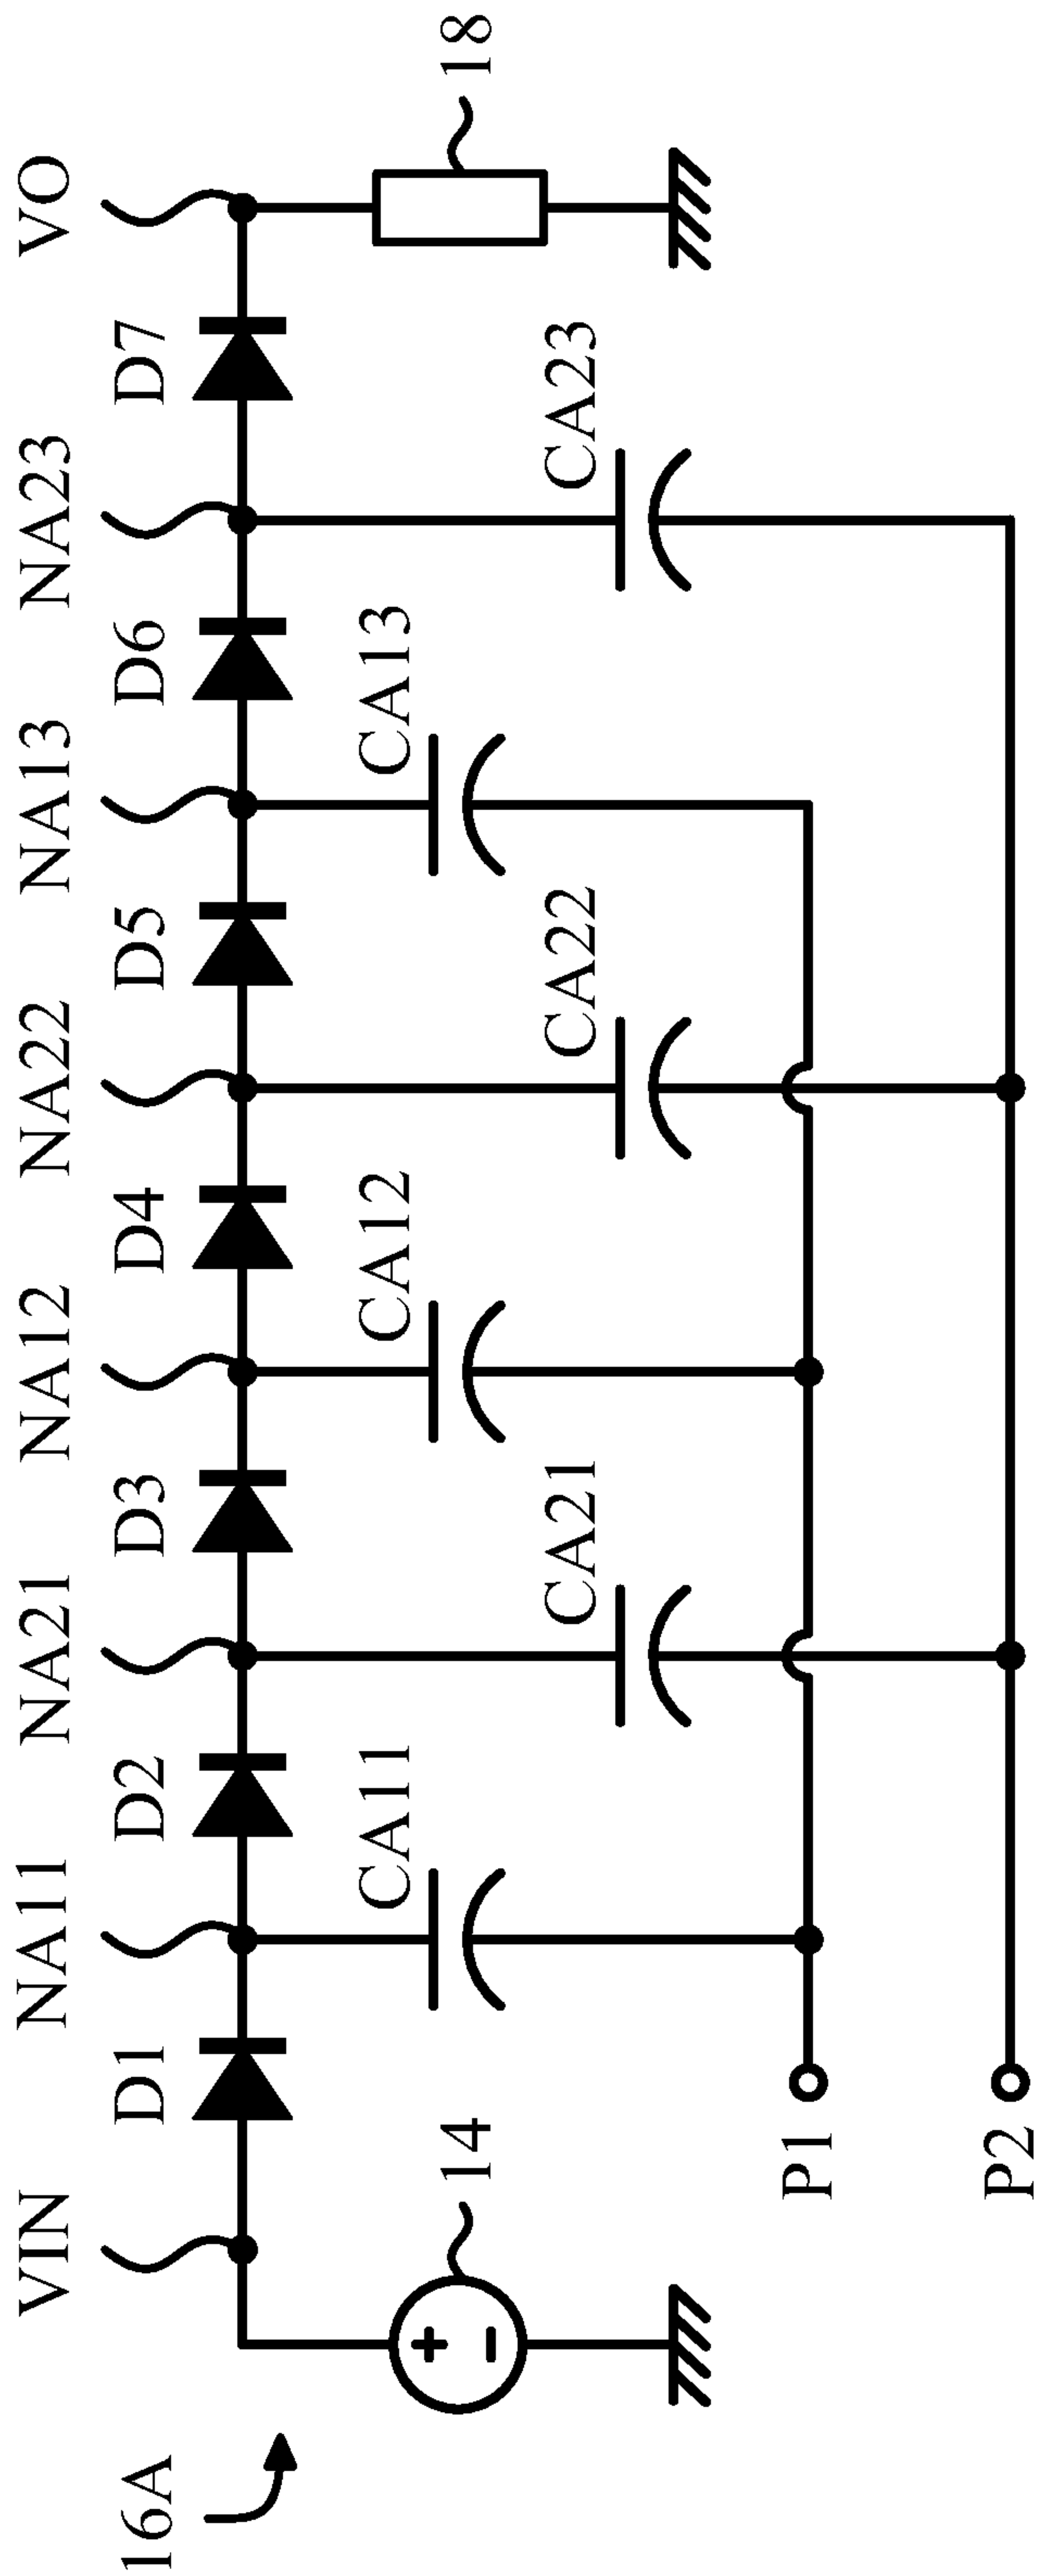 16A
VIN
NA11
NA21
NA12
NA22
NA13
NA23
VO
D1
D2
D3
D4
D5
D6
D7
14
CA11
CA12
CA13
18
CA21
CA22
CA23
P1
P2